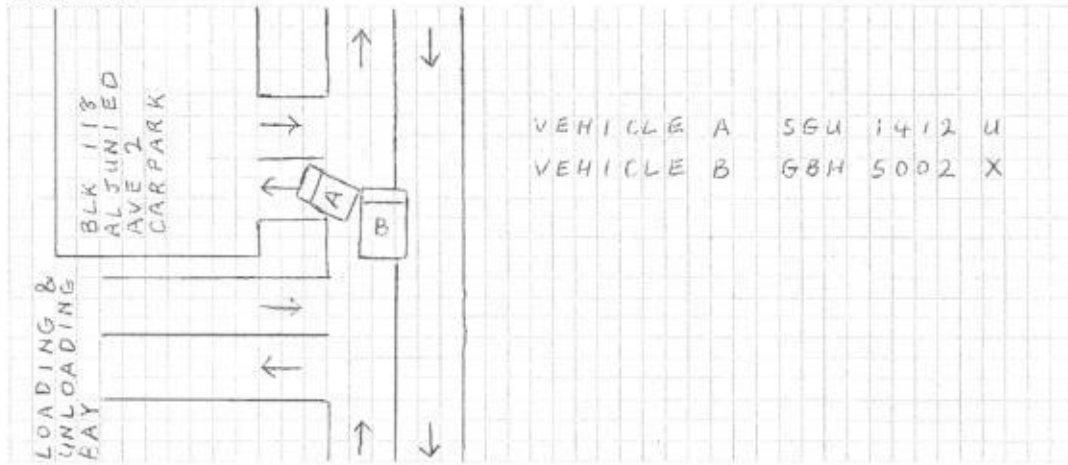 BLK 113
ALJUNIED
AVE 2
CARPARK
VEHICLE A SGU 1412 U
VEHICLE B GBH 5002 X
A
B
LOADING &
UNLOADING
BAY